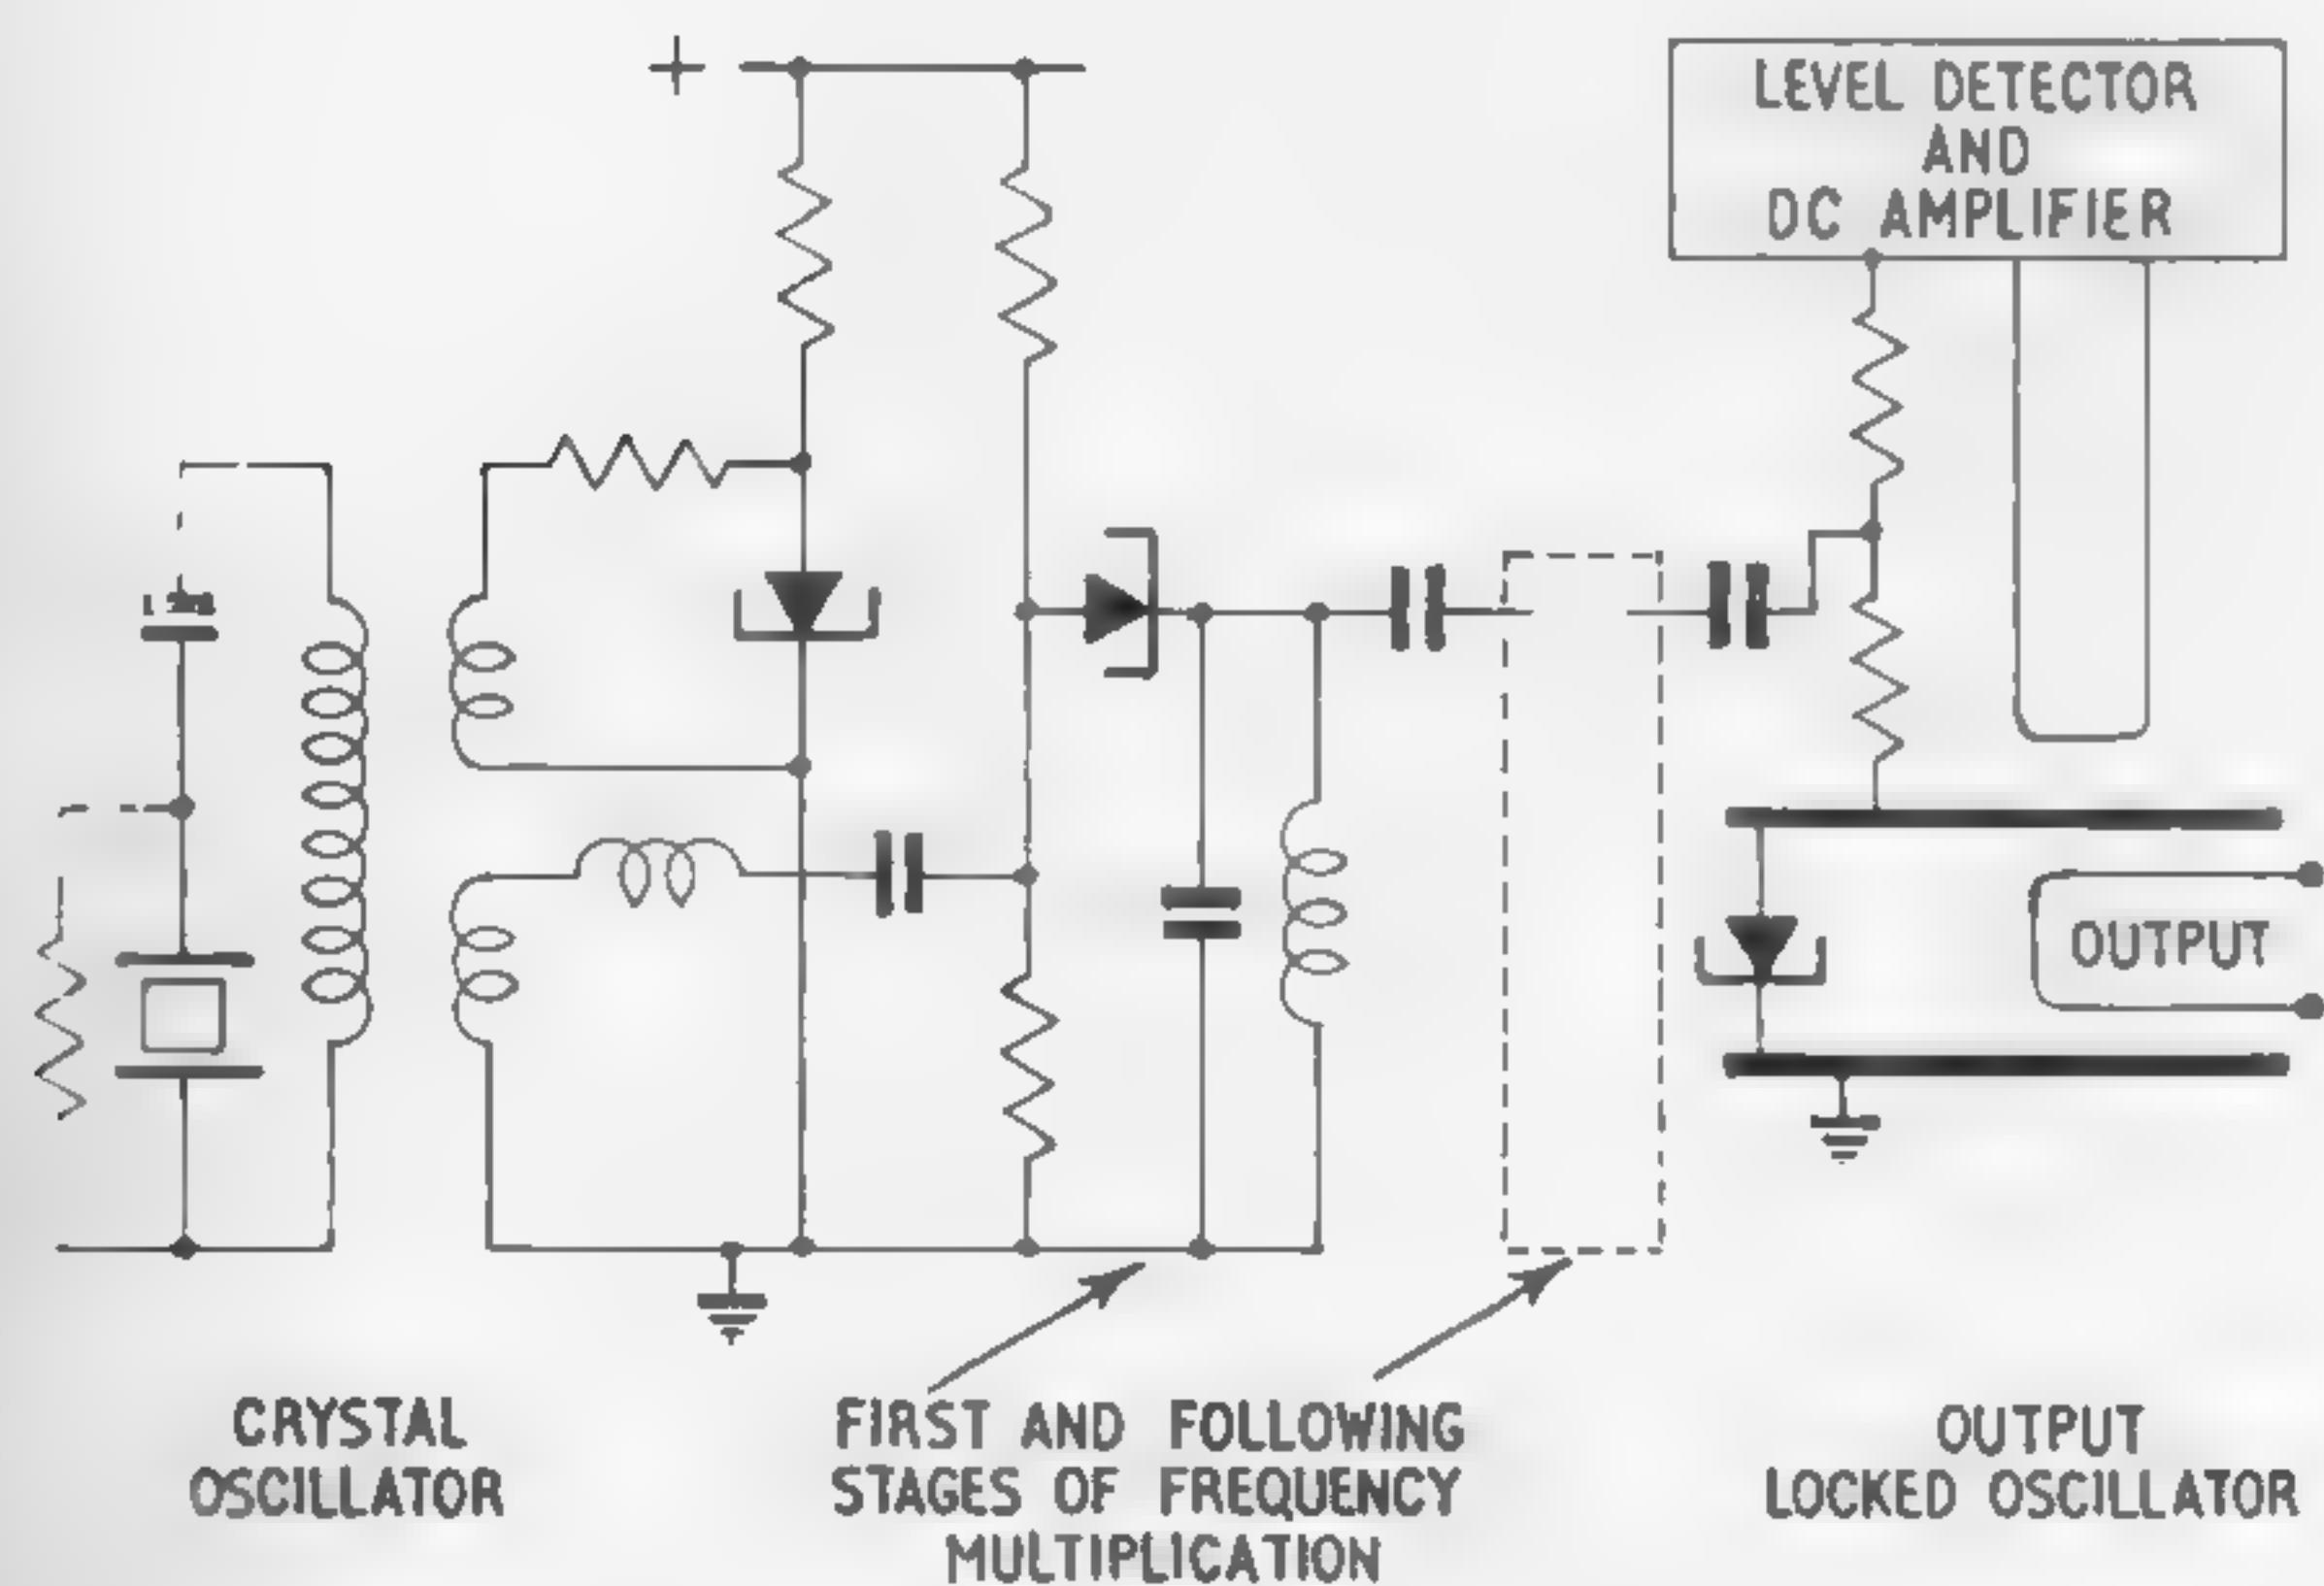 +
LEVEL DETECTOR
AND
DC AMPLIFIER
OUTPUT
CRYSTAL
OSCILLATOR
FIRST AND FOLLOWING
STAGES OF FREQUENCY
MULTIPLICATION
OUTPUT
LOCKED OSCILLATOR